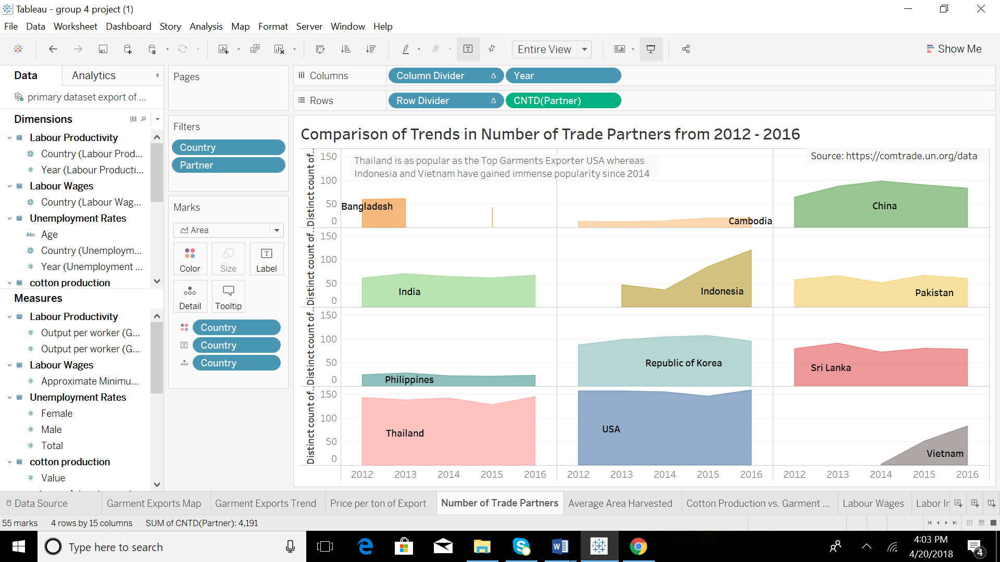 Tableau - group 4 project (1)
File Data Worksheet Dashboard Story Analysis Map Format Server Window Help
Entire View
Show Me
Data Analytics
primary dataset export of ...
Dimensions
Labour Productivity
Country (Labour Prod...
Year (Labour Producti...
Labour Wages
Country (Labour Wag...
Unemployment Rates
Abc Age
Country (Unemploym...
Year (Unemployment ...
cotton production
Measures
Labour Productivity
Output per worker (G...
Output per worker (G...
Labour Wages
Approximate Minimu...
Unemployment Rates
Female
Male
Total
cotton production
Value
Pages
Filters
Country
Partner
Marks
Area
Color Size Label
Detail Tooltip
Country
Country
Country
Columns Column Divider Year
Rows Row Divider CNTD(Partner)
Comparison of Trends in Number of Trade Partners from 2012 - 2016
Thailand is as popular as the Top Garments Exporter USA whereas
Indonesia and Vietnam have gained immense popularity since 2014
Source: https://comtrade.un.org/data
Distinct count of..
150
100
50
0
Bangladesh
Cambodia
China
Distinct count of..
150
100
50
0
India
Indonesia
Pakistan
Distinct count of..
150
100
50
0
Philippines
Republic of Korea
Sri Lanka
Distinct count of..
150
100
50
0
Thailand
USA
Vietnam
2012 2013 2014 2015 2016 2012 2013 2014 2015 2016 2012 2013 2014 2015 2016
Data Source Garment Exports Map Garment Exports Trend Price per ton of Export Number of Trade Partners Average Area Harvested Cotton Production vs. Garment ... Labour Wages Labor Ir
55 marks 4 rows by 15 columns SUM of CNTD(Partner): 4,191
Type here to search
4:03 PM
4/20/2018
4